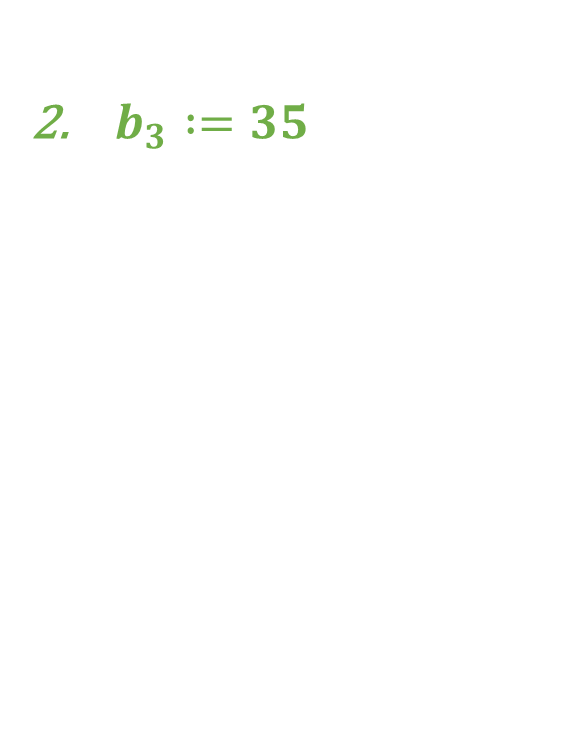 2. b₃ := 35